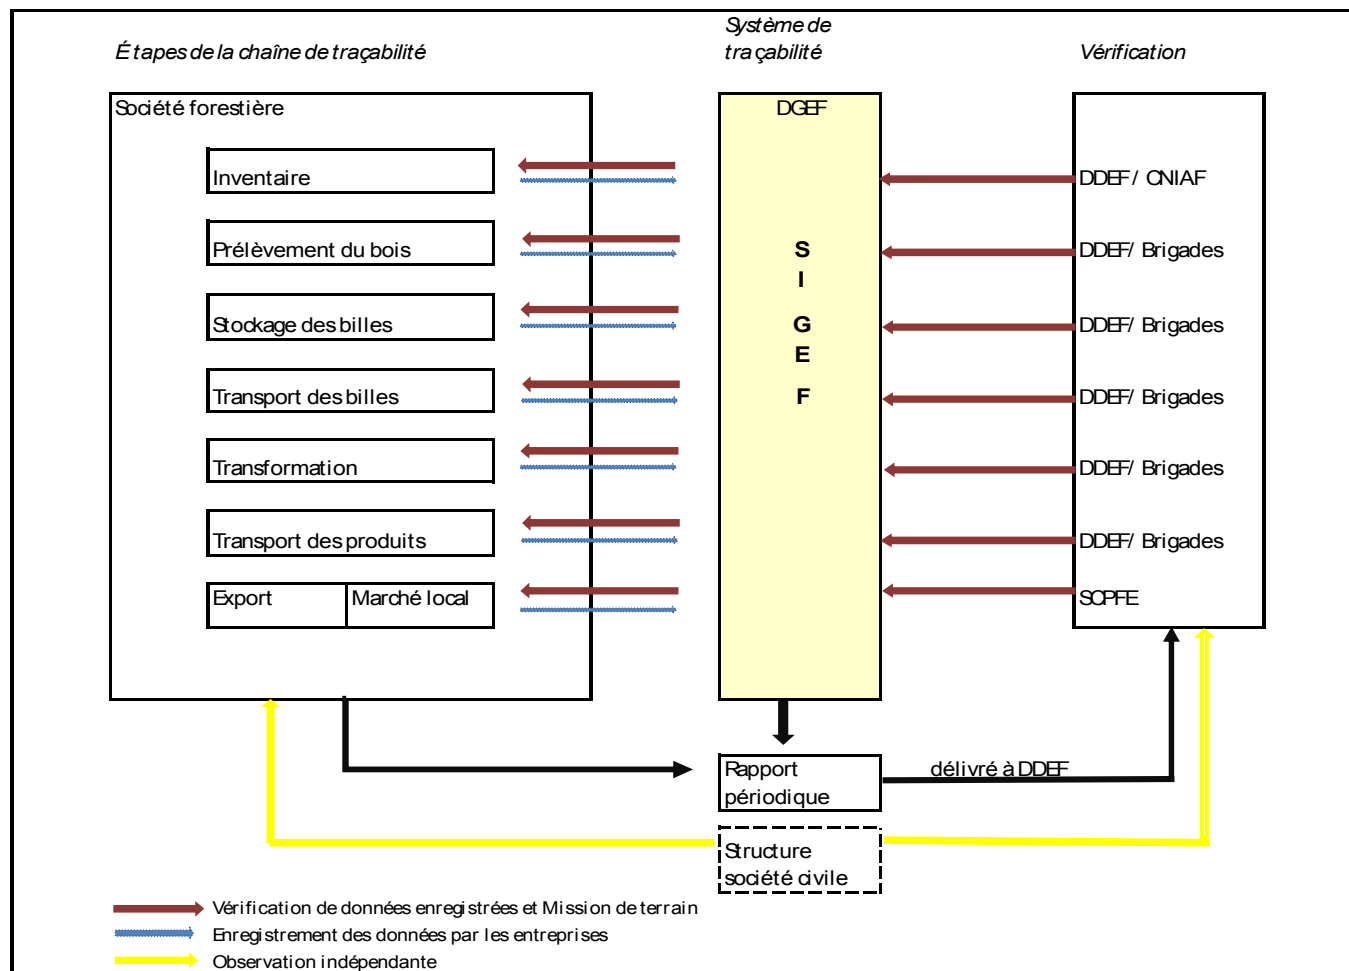 Étapes de la chaîne de traçabilité
Système de
traçabilité
Vérification
Société forestière
DGEF
Inventaire
DDEF / CNIAF
Prélèvement du bois
DDEF/ Brigades
Stockage des billes
DDEF/ Brigades
Transport des billes
DDEF/ Brigades
Transformation
DDEF/ Brigades
Transport des produits
DDEF/ Brigades
Export
Marché local
SCPFE
S
I
G
E
F
Rapport
périodique
délivré à DDEF
Structure
société civile
Vérification de données enregistrées et Mission de terrain
Enregistrement des données par les entreprises
Observation indépendante